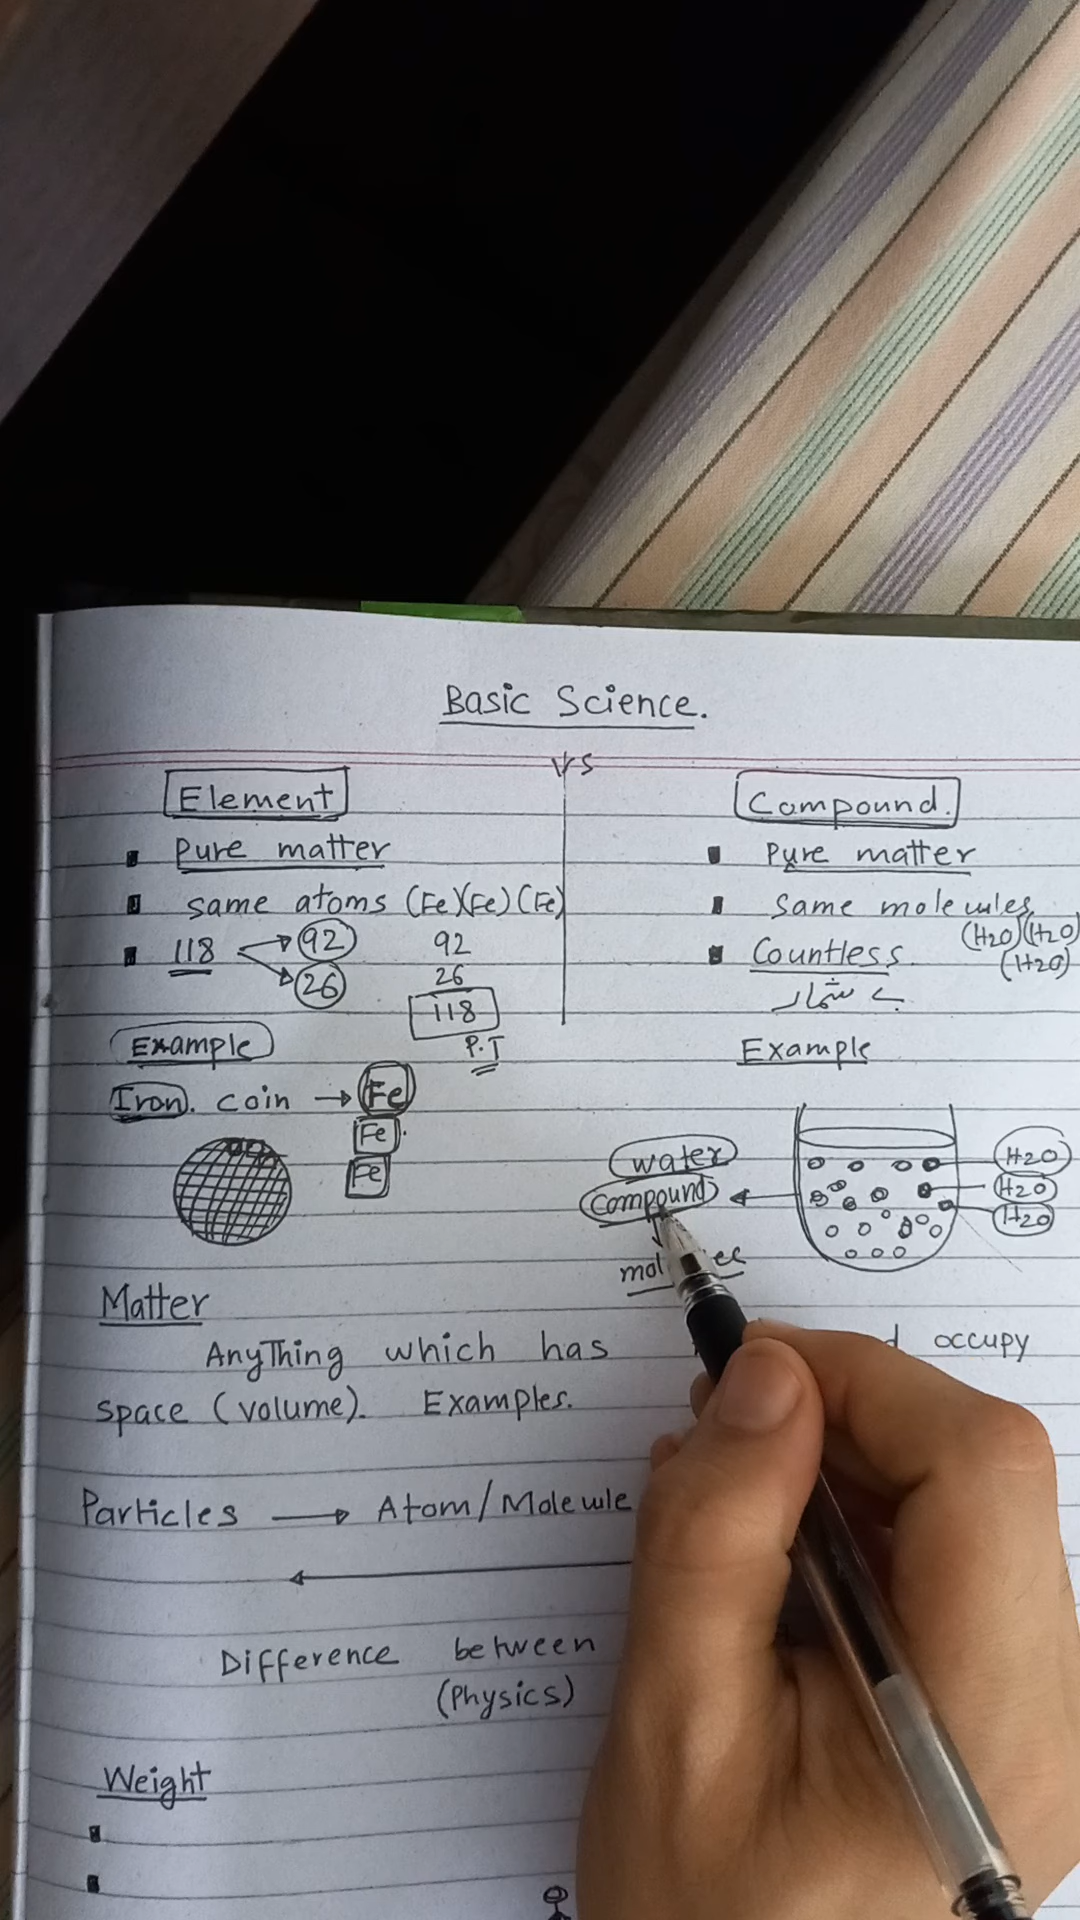 Basic Science.
vs
Element
Pure matter
same atoms (Fe)(Fe)(Fe)
118 92 92
26 26
118
P.T
Example
Iron. coin → Fe
Fe
Fe
Compound.
Pure matter
Same molecules
(H2O)(H2O)
Countless (H2O)
بے شمار
Example
water
Compound
H2O
H2O
H2O
Matter
AnyThing which has occupy
space (volume). Examples.
Particles → Atom/Molecule
Difference between
(Physics)
Weight